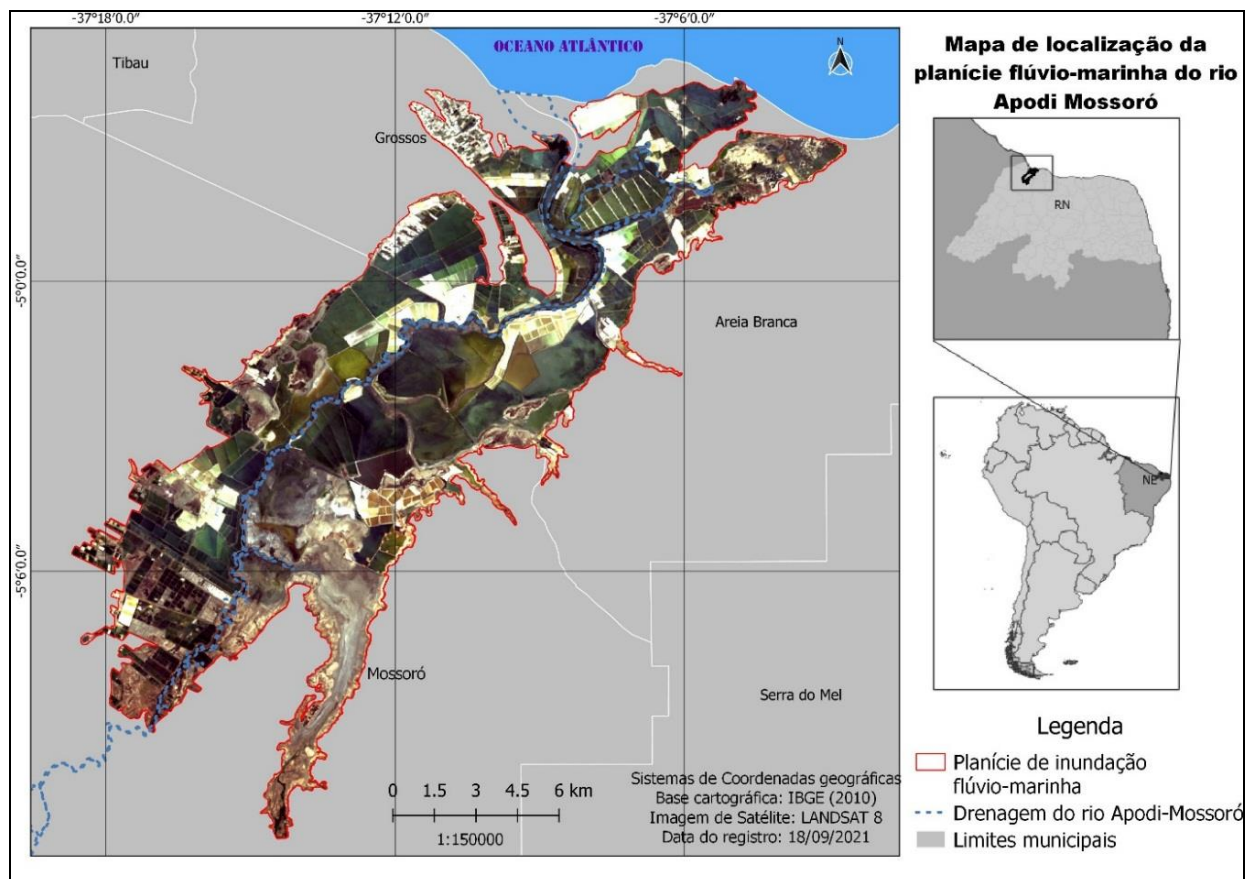 -37°18'0.0"
-37°12'0.0"
-37°6'0.0"
OCEANO ATLÂNTICO
N
Tibau
Grossos
-5°0'0.0"
Areia Branca
-5°6'0.0"
Mossoró
Serra do Mel
0 1.5 3 4.5 6 km
1:150000
Sistemas de Coordenadas geográficas
Base cartográfica: IBGE (2010)
Imagem de Satélite: LANDSAT 8
Data do registro: 18/09/2021
Mapa de localização da
planície flúvio-marinha do rio
Apodi Mossoró
RN
NE
Legenda
Planície de inundação
flúvio-marinha
Drenagem do rio Apodi-Mossoró
Limites municipais